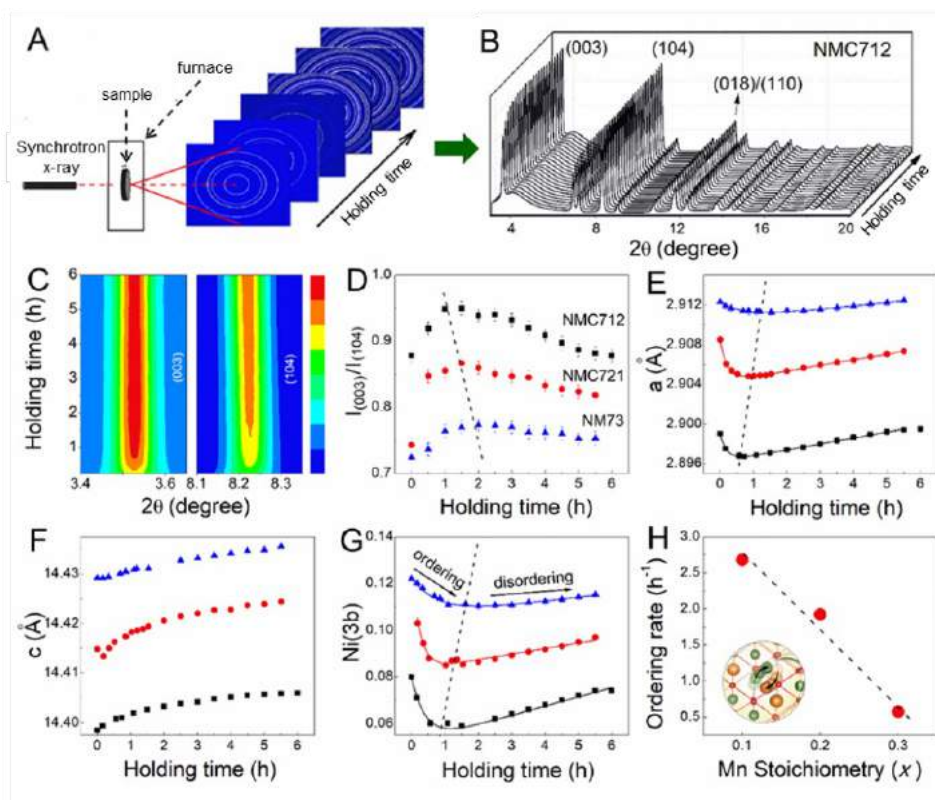 A
furnace
sample
Synchrotron
x-ray
Holding time
B
(003)
(104)
NMC712
(018)/(110)
4
8
12
16
20
2θ (degree)
Holding time
C
Holding time (h)
6
5
4
3
2
1
(003)
(104)
3.4
3.6
8.1
8.2
8.3
2θ (degree)
D
I(003)/I(104)
1.0
0.9
0.8
0.7
NMC712
NMC721
NM73
0 1 2 3 4 5 6
Holding time (h)
E
a (Å)
2.912
2.908
2.904
2.900
2.896
0 1 2 3 4 5 6
Holding time (h)
F
c (Å)
14.43
14.42
14.41
14.40
0 1 2 3 4 5 6
Holding time (h)
G
Ni(3b)
0.14
0.12
0.10
0.08
0.06
ordering
disordering
0 1 2 3 4 5 6
Holding time (h)
H
Ordering rate (h⁻¹)
3.0
2.5
2.0
1.5
1.0
0.5
0.1
0.2
0.3
Mn Stoichiometry (x)